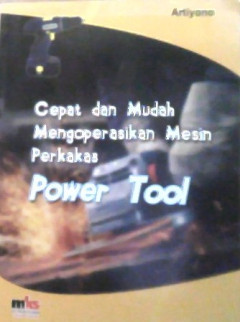 Artiyono
Cepat dan Mudah
Mengoperasikan Mesin
Perkakas
Power Tool
mks